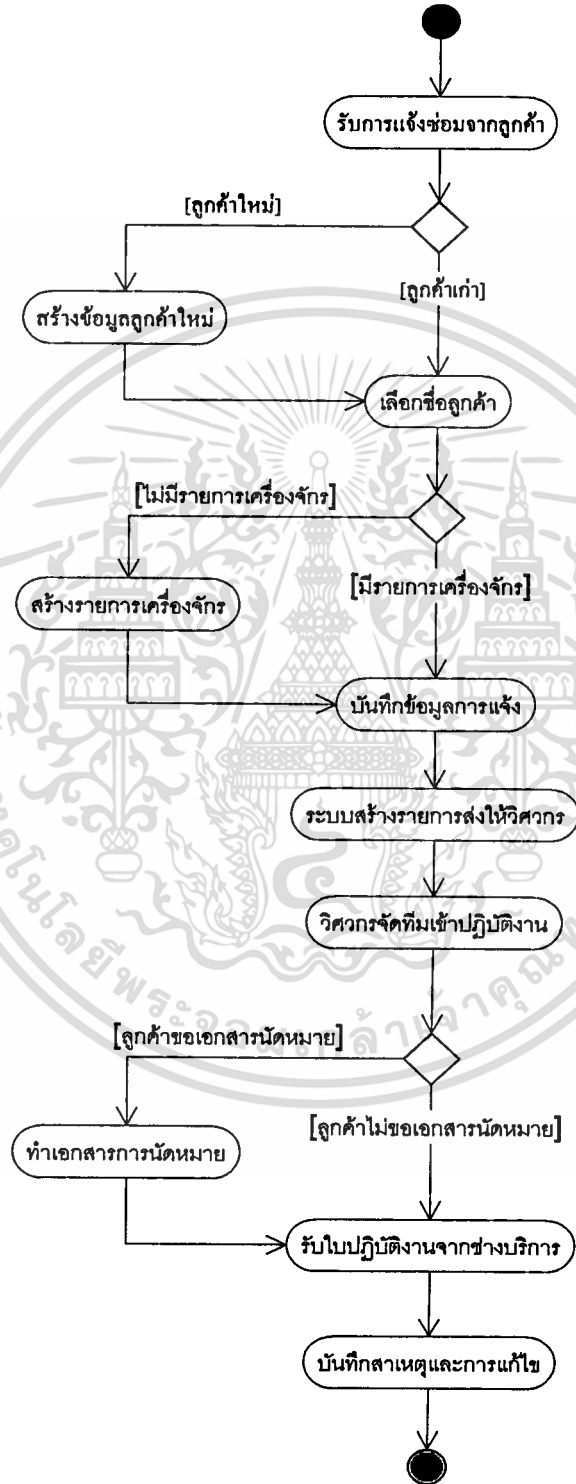 รับการแจ้งซ่อมจากลูกค้า
[ลูกค้าใหม่]
[ลูกค้าเก่า]
สร้างข้อมูลลูกค้าใหม่
เลือกชื่อลูกค้า
[ไม่มีรายการเครื่องจักร]
[มีรายการเครื่องจักร]
สร้างรายการเครื่องจักร
บันทึกข้อมูลการแจ้ง
ระบบสร้างรายการส่งให้วิศวกร
วิศวกรจัดทีมเข้าปฏิบัติงาน
[ลูกค้าขอเอกสารนัดหมาย]
[ลูกค้าไม่ขอเอกสารนัดหมาย]
ทำเอกสารการนัดหมาย
รับใบปฏิบัติงานจากช่างบริการ
บันทึกสาเหตุและการแก้ไข